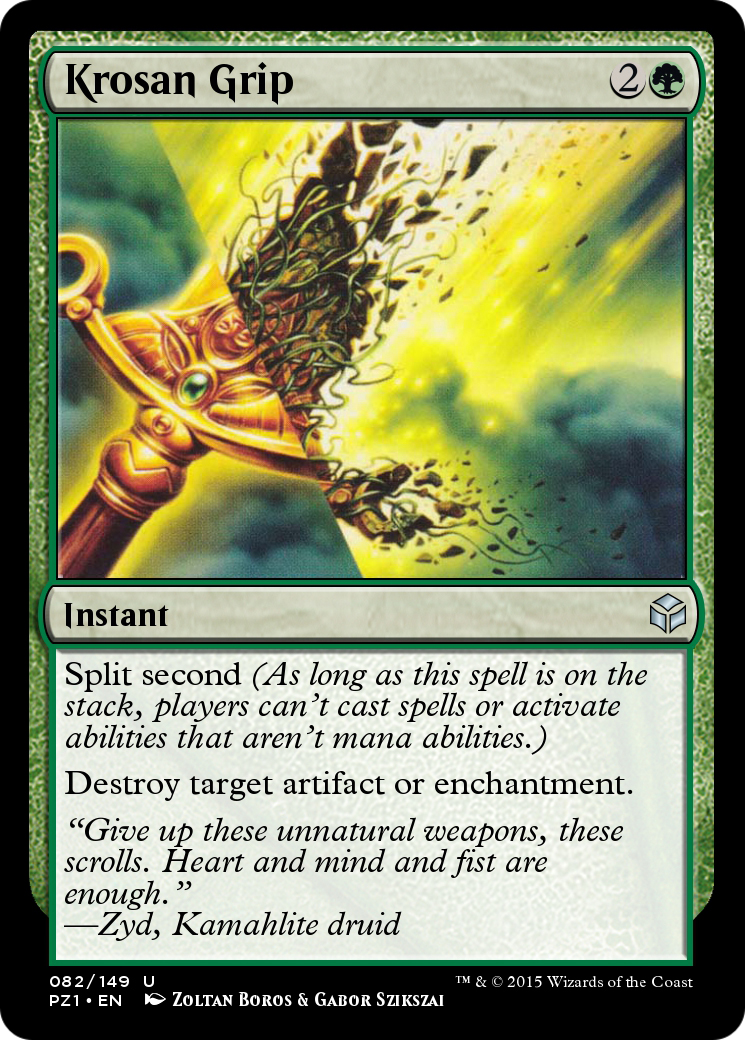 Krosan Grip 2
Instant
Split second (As long as this spell is on the
stack, players can't cast spells or activate
abilities that aren't mana abilities.)
Destroy target artifact or enchantment.
“Give up these unnatural weapons, these
scrolls. Heart and mind and fist are
enough.”
—Zyd, Kamahlite druid
082/149 U
™ & © 2015 Wizards of the Coast
PZ1 • EN Zoltan Boros & Gabor Szikszai